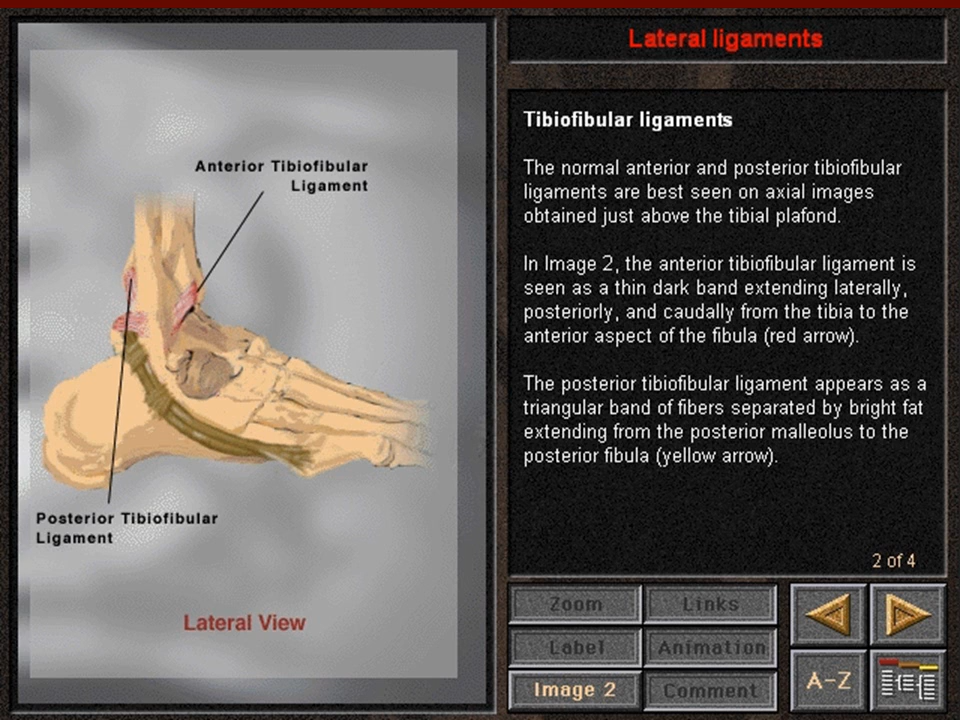 Anterior Tibiofibular
Ligament
Posterior Tibiofibular
Ligament
Lateral View
Lateral ligaments
Tibiofibular ligaments
The normal anterior and posterior tibiofibular
ligaments are best seen on axial images
obtained just above the tibial plafond.
In Image 2, the anterior tibiofibular ligament is
seen as a thin dark band extending laterally,
posteriorly, and caudally from the tibia to the
anterior aspect of the fibula (red arrow).
The posterior tibiofibular ligament appears as a
triangular band of fibers separated by bright fat
extending from the posterior malleolus to the
posterior fibula (yellow arrow).
2 of 4
Zoom
Links
Label
Animation
Image 2
Comment
A-Z